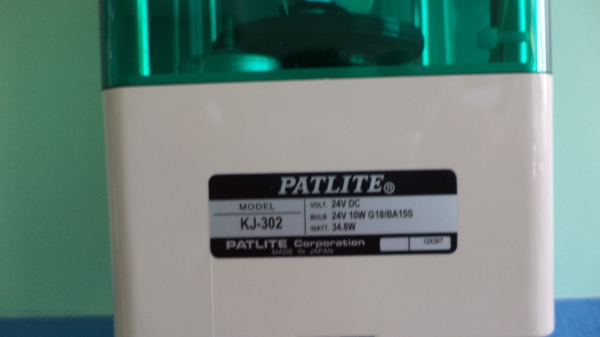 PATLITE®
MODEL
KJ-302
VOLT. 24V DC
BULB 24V 10W G18/BA15S
WATT. 34.8W
PATLITE Corporation
MADE IN JAPAN